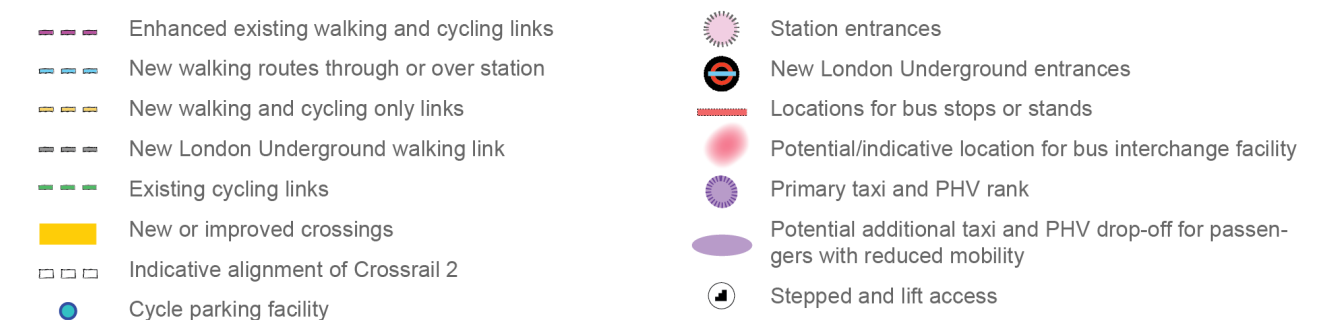 Enhanced existing walking and cycling links
New walking routes through or over station
New walking and cycling only links
New London Underground walking link
Existing cycling links
New or improved crossings
Indicative alignment of Crossrail 2
Cycle parking facility
Station entrances
New London Underground entrances
Locations for bus stops or stands
Potential/indicative location for bus interchange facility
Primary taxi and PHV rank
Potential additional taxi and PHV drop-off for passen-
gers with reduced mobility
Stepped and lift access